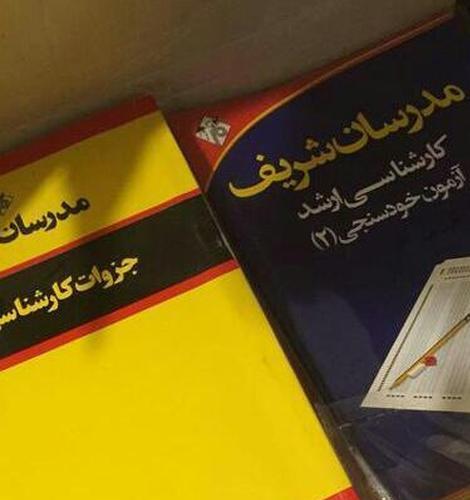 مدرسان شریف
کارشناسی ارشد
آزمون خودسنجی (۲)
مدرسان
جزوات کارشناسی